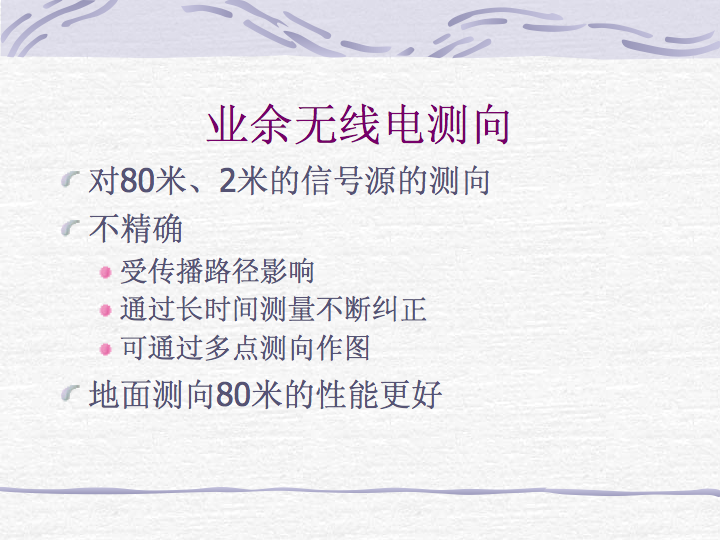 业余无线电测向
对80米、2米的信号源的测向
不精确
受传播路径影响
通过长时间测量不断纠正
可通过多点测向作图
地面测向80米的性能更好